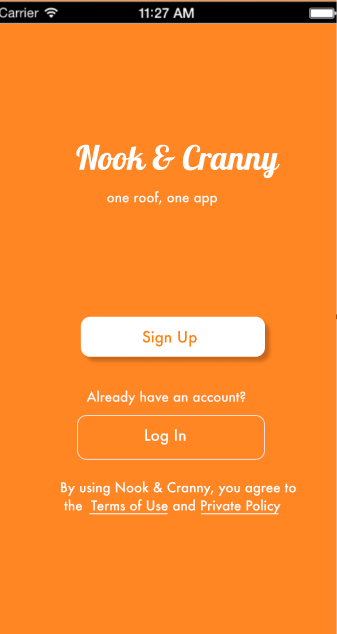 Carrier 11:27 AM
Nook & Cranny
one roof, one app
Sign Up
Already have an account?
Log In
By using Nook & Cranny, you agree to
the Terms of Use and Private Policy